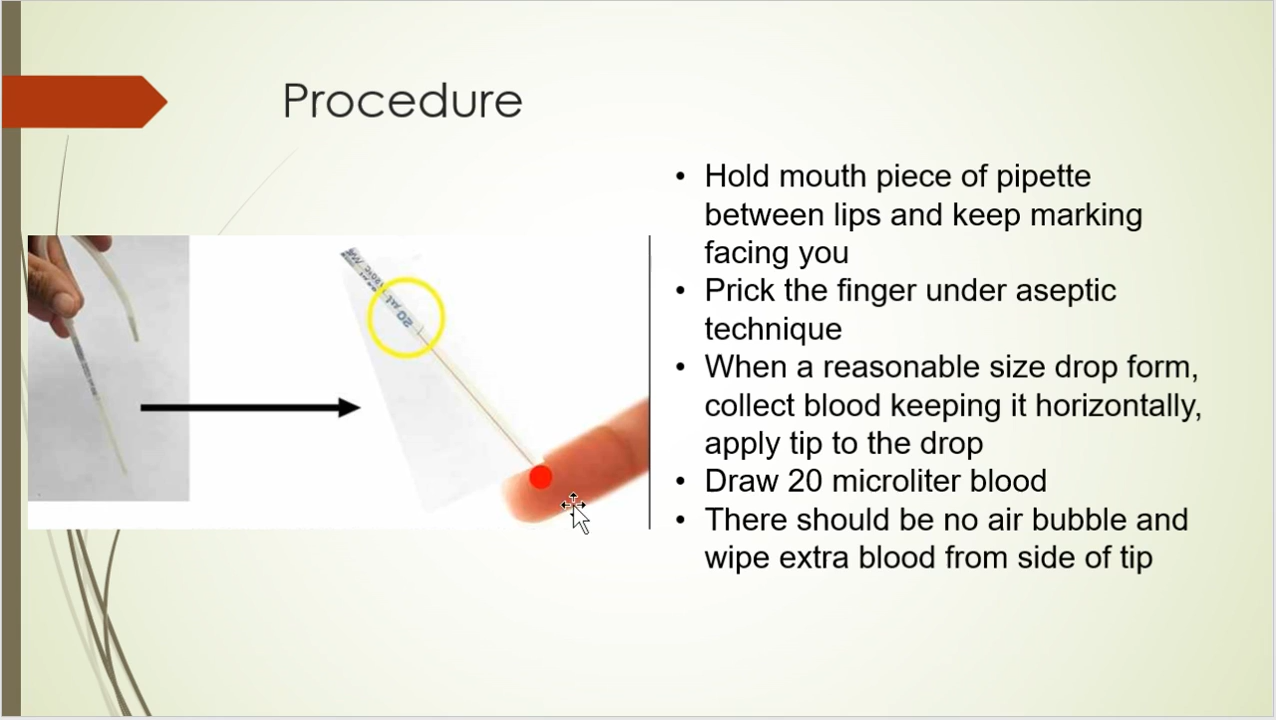 Procedure
• Hold mouth piece of pipette
between lips and keep marking
facing you
• Prick the finger under aseptic
technique
• When a reasonable size drop form,
collect blood keeping it horizontally,
apply tip to the drop
• Draw 20 microliter blood
• There should be no air bubble and
wipe extra blood from side of tip